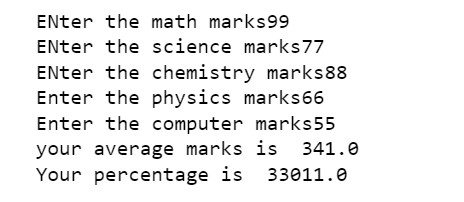 ENter the math marks99
ENter the science marks77
ENter the chemistry marks88
Enter the physics marks66
Enter the computer marks55
your average marks is  341.0
Your percentage is  33011.0